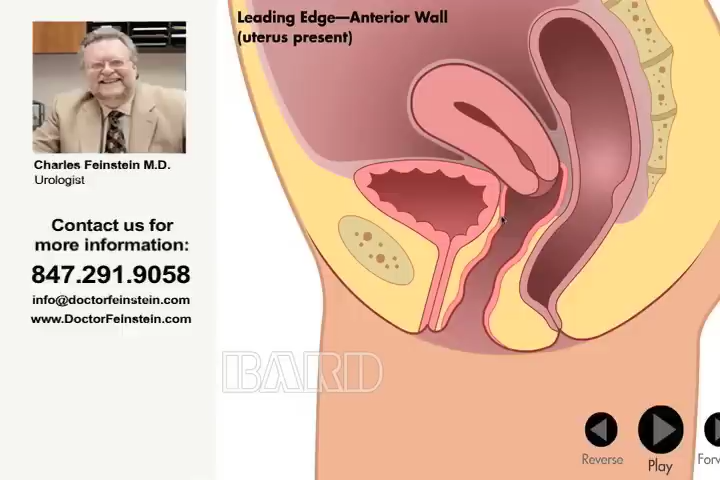 Leading Edge—Anterior Wall
(uterus present)
Charles Feinstein M.D.
Urologist
Contact us for
more information:
847.291.9058
info@doctorfeinstein.com
www.DoctorFeinstein.com
BARD
Reverse
Play
Forw